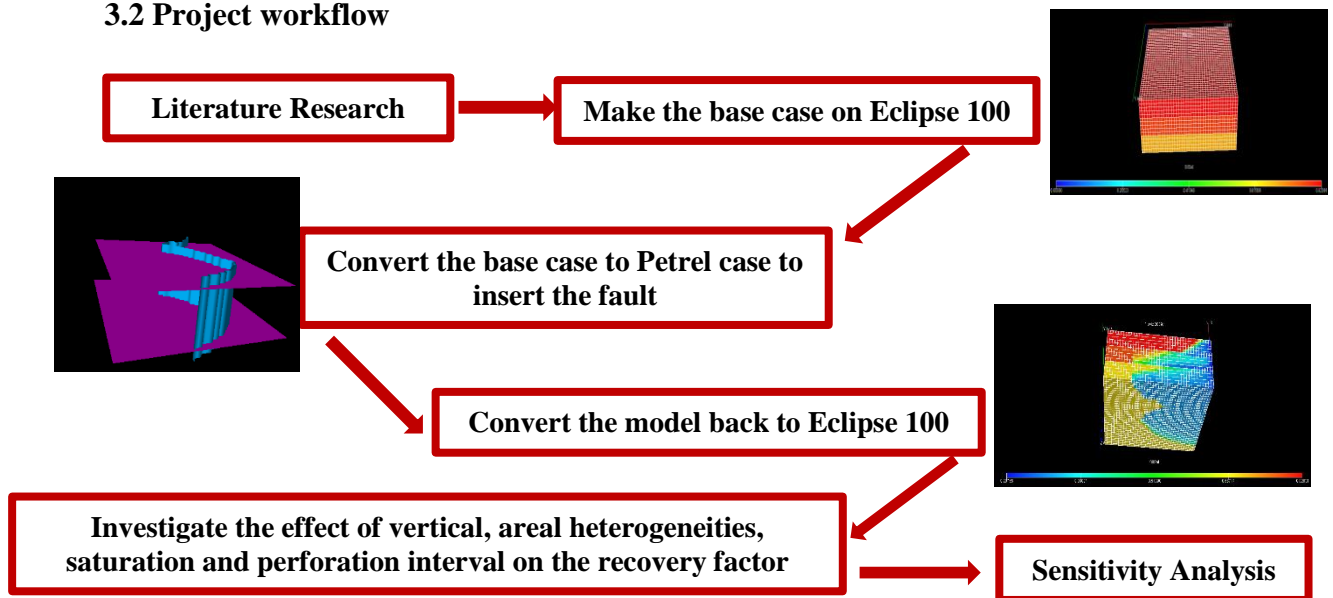 3.2 Project workflow
Literature Research
Make the base case on Eclipse 100
Convert the base case to Petrel case to
insert the fault
Convert the model back to Eclipse 100
Investigate the effect of vertical, areal heterogeneities,
saturation and perforation interval on the recovery factor
Sensitivity Analysis